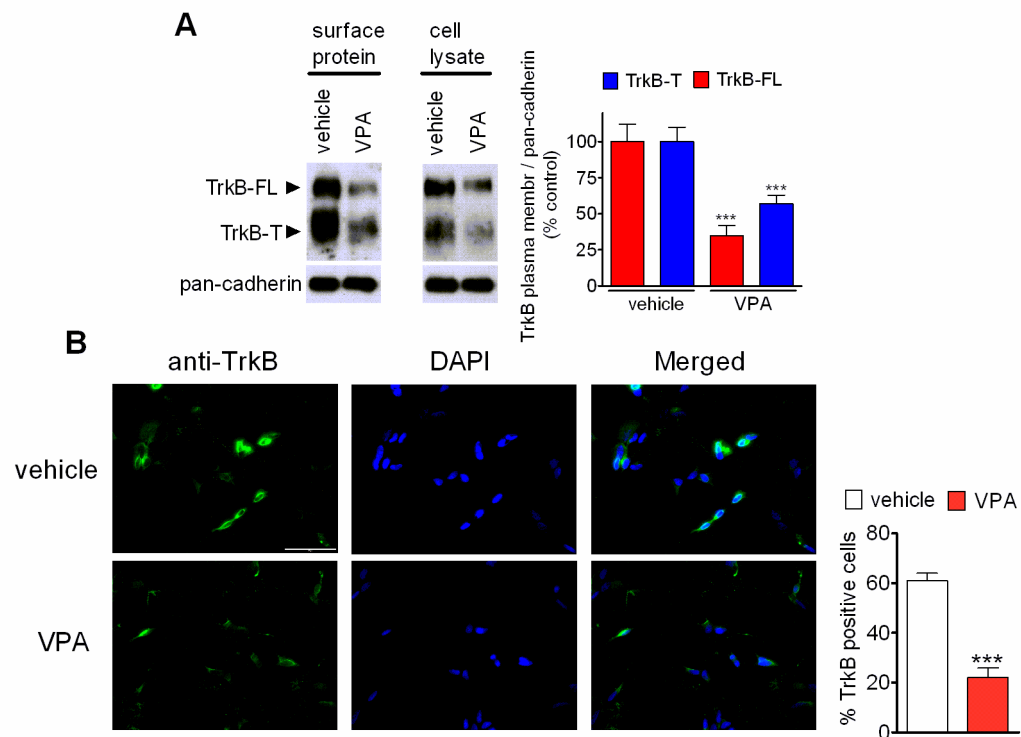 A
surface
protein
cell
lysate
vehicle
VPA
vehicle
VPA
TrkB-FL
TrkB-T
pan-cadherin
TrkB plasma membr / pan-cadherin
(% control)
TrkB-T
TrkB-FL
100
75
50
25
0
***
***
vehicle
VPA
B
anti-TrkB
DAPI
Merged
vehicle
VPA
vehicle
VPA
% TrkB positive cells
80
60
40
20
0
***